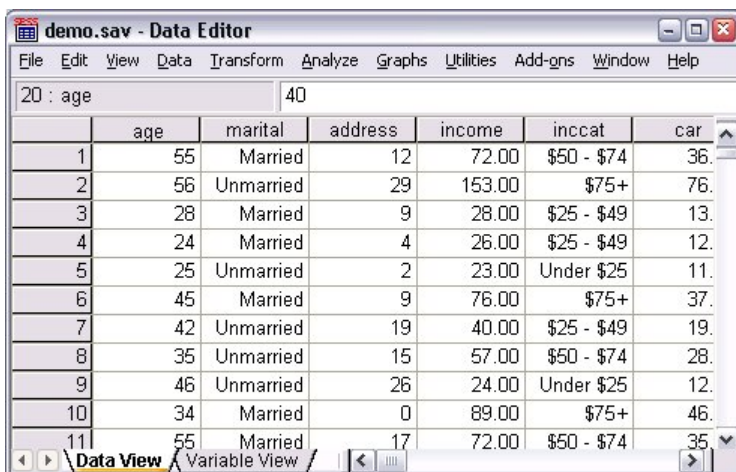 demo.sav - Data Editor
File Edit View Data Transform Analyze Graphs Utilities Add-ons Window Help
20 : age 40
age marital address income inccat car
1 55 Married 12 72.00 $50 - $74 36.
2 56 Unmarried 29 153.00 $75+ 76.
3 28 Married 9 28.00 $25 - $49 13.
4 24 Married 4 26.00 $25 - $49 12.
5 25 Unmarried 2 23.00 Under $25 11.
6 45 Married 9 76.00 $75+ 37.
7 42 Unmarried 19 40.00 $25 - $49 19.
8 35 Unmarried 15 57.00 $50 - $74 28.
9 46 Unmarried 26 24.00 Under $25 12.
10 34 Married 0 89.00 $75+ 46.
11 55 Married 17 72.00 $50 - $74 35.
Data View Variable View